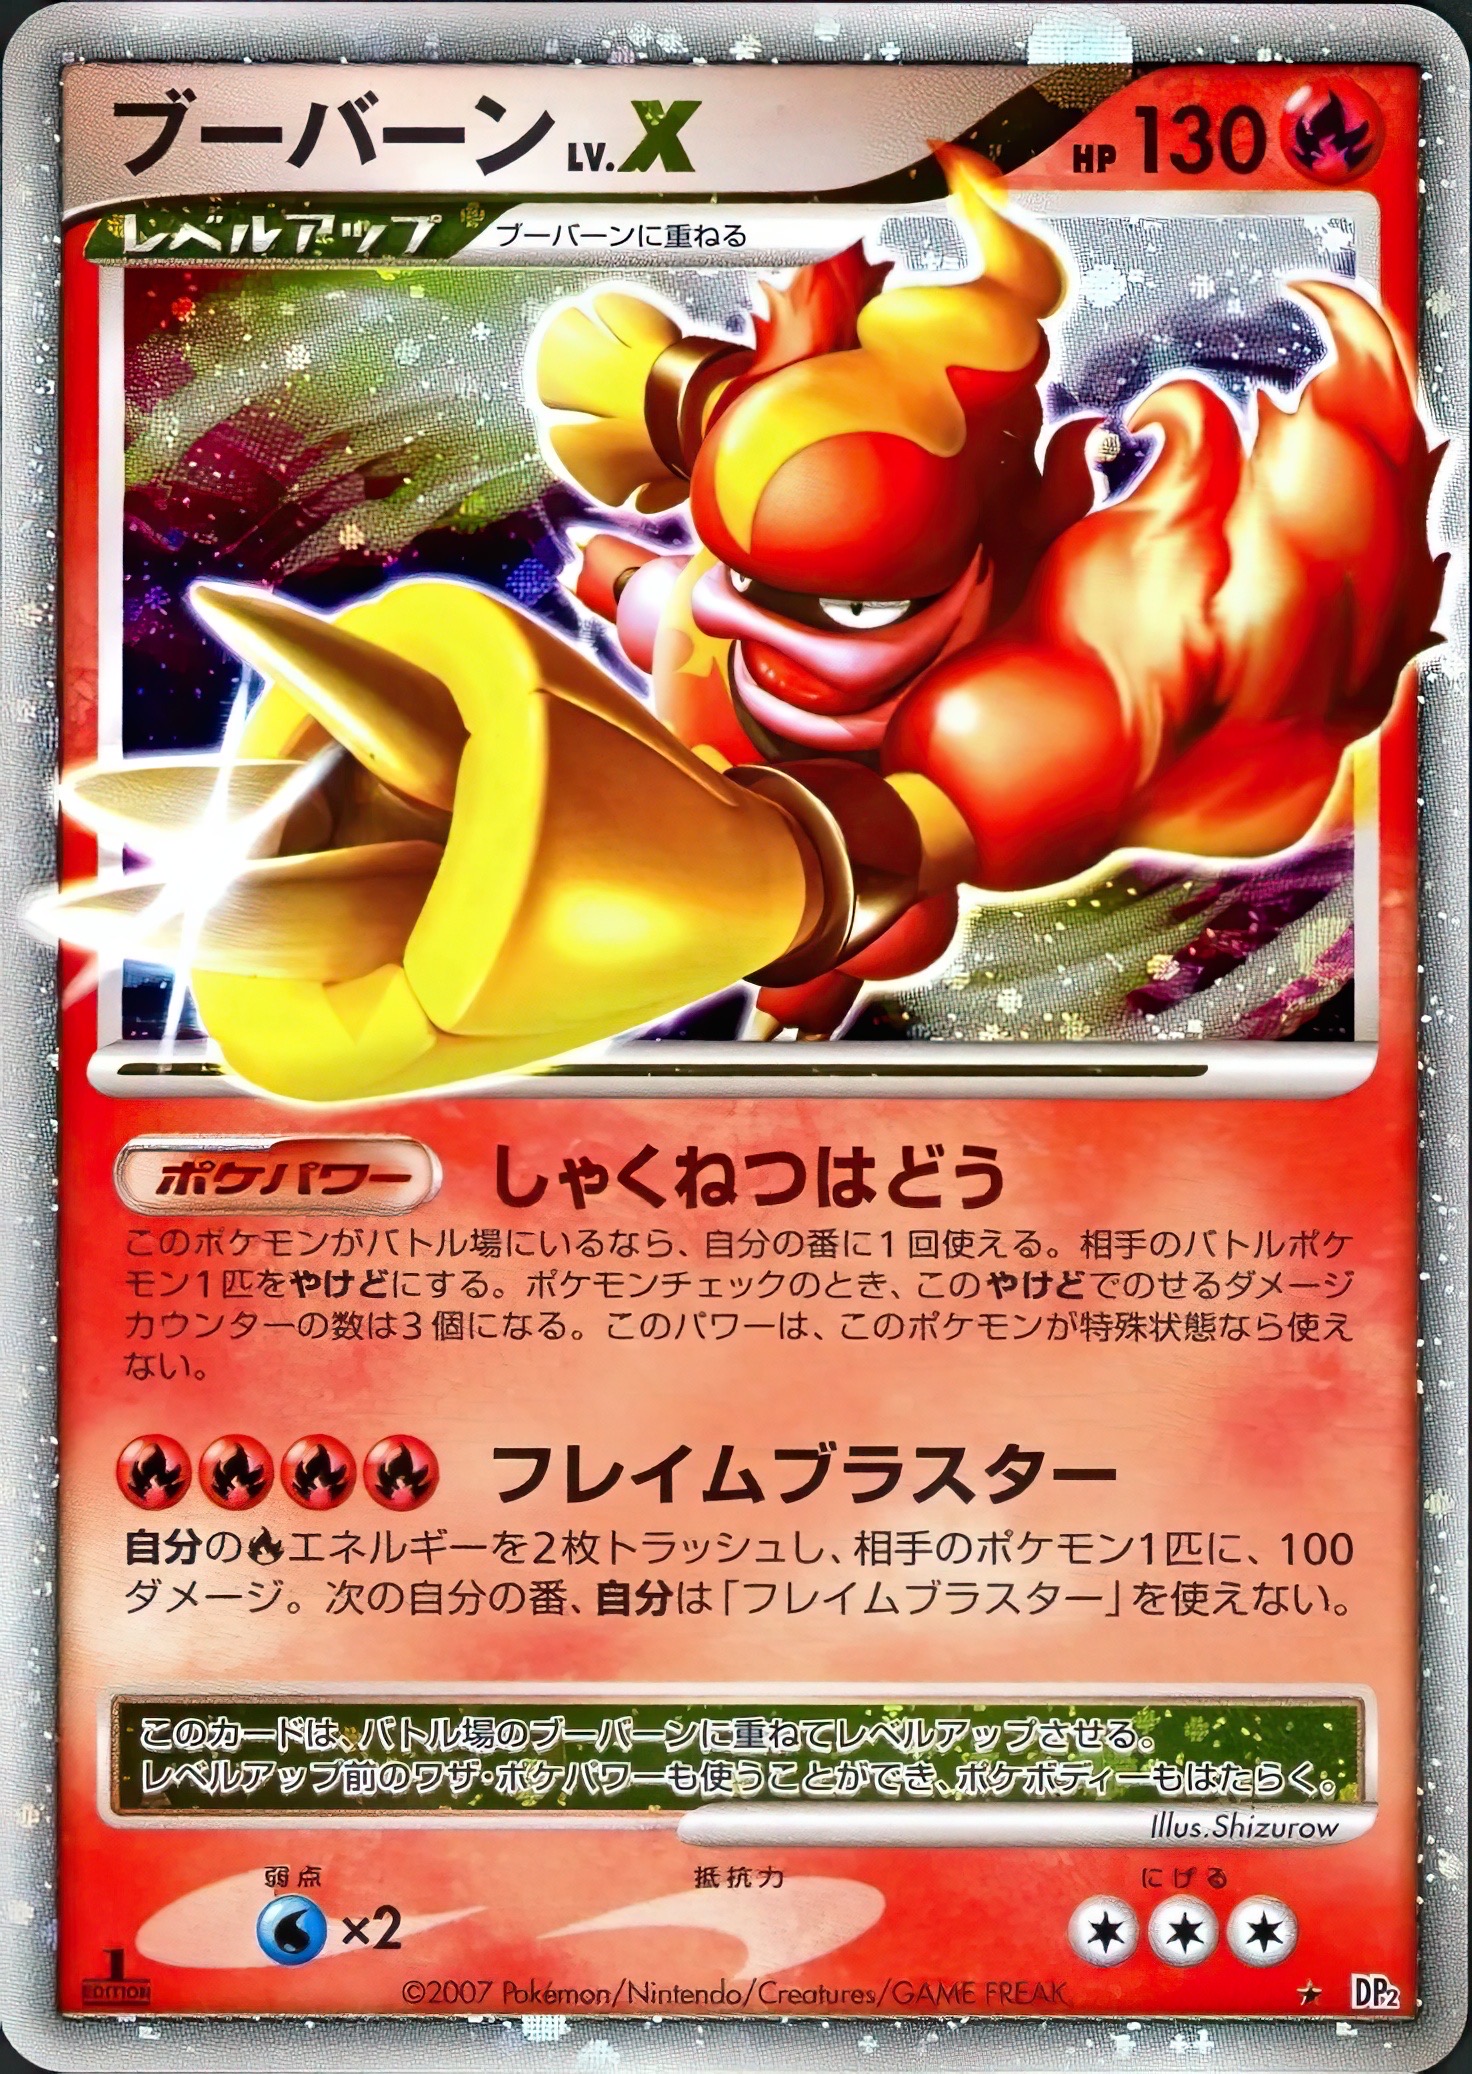 ブーバーン LV.X HP 130
レベルアップ ブーバーンに重ねる
ポケパワー しゃくねつはどう
このポケモンがバトル場にいるなら、自分の番に1回使える。相手のバトルポケ
モン1匹をやけどにする。ポケモンチェックのとき、このやけどでのせるダメージ
カウンターの数は3個になる。このパワーは、このポケモンが特殊状態なら使え
ない。
フレイムブラスター
自分のエネルギーを2枚トラッシュし、相手のポケモン1匹に、100
ダメージ。次の自分の番、自分は「フレイムブラスター」を使えない。
このカードは、バトル場のブーバーンに重ねてレベルアップさせる。
レベルアップ前のワザ・ポケパワーも使うことができ、ポケボディーもはたらく。
Illus.Shizurow
弱点 抵抗力 にげる
×2
1 EDITION
©2007 Pokémon/Nintendo/Creatures/GAME FREAK
★ DP2